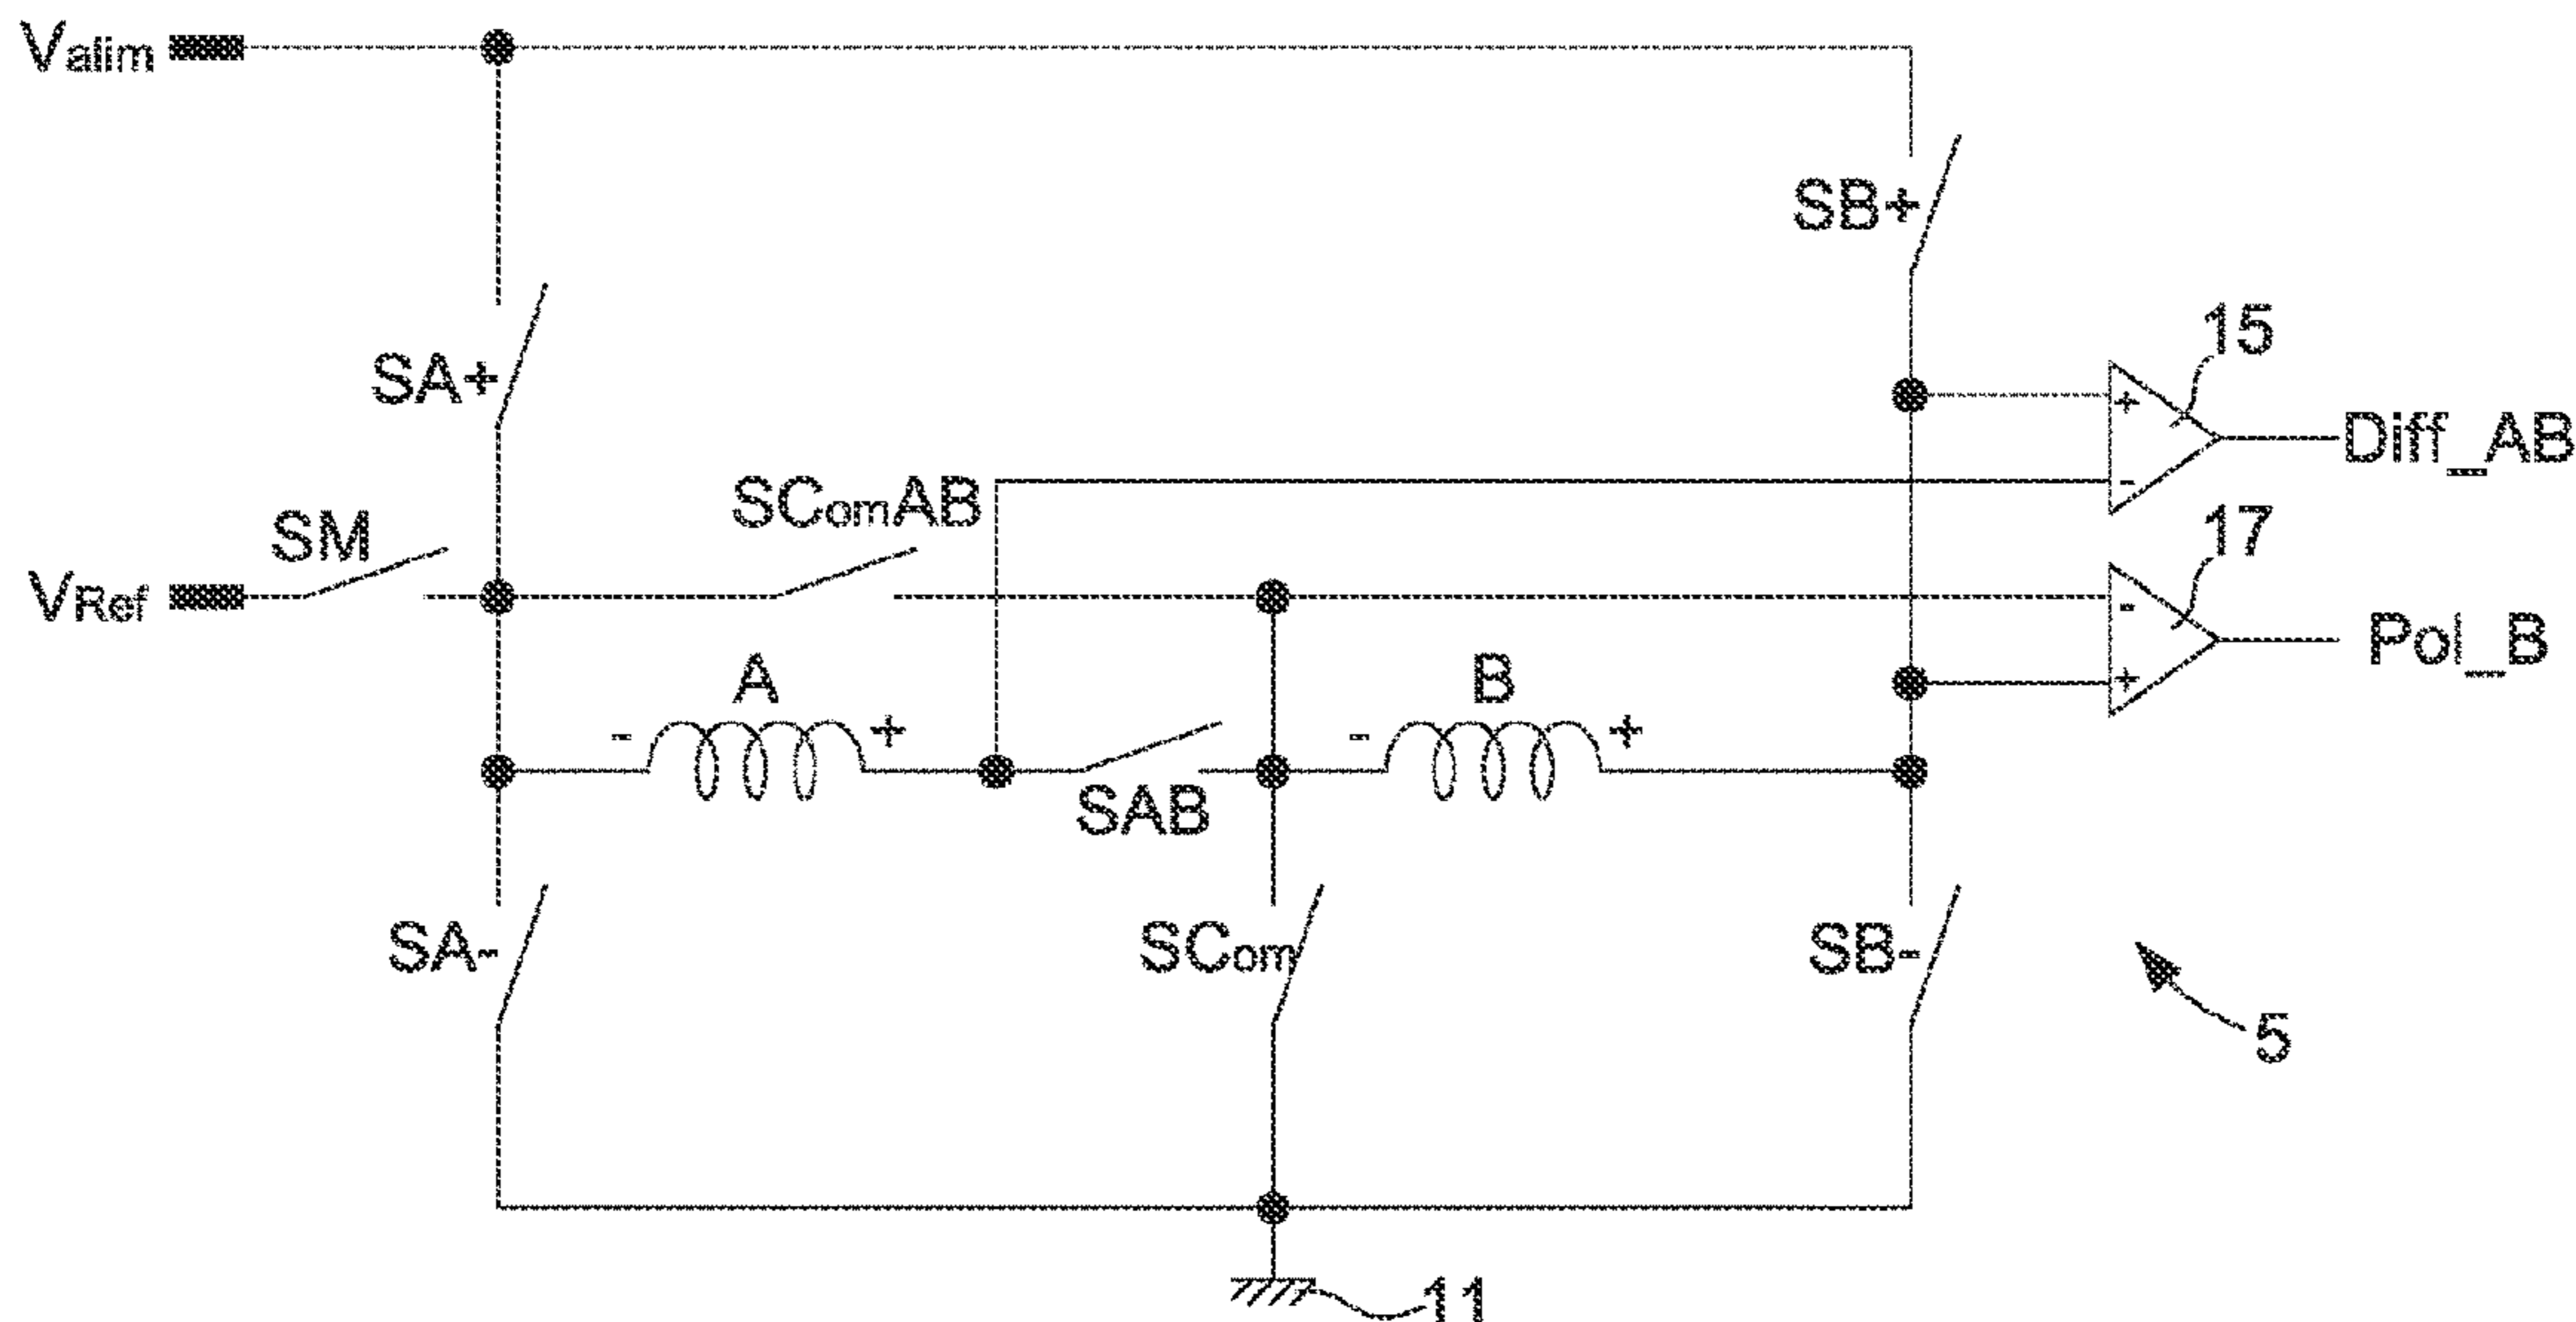 Valim
SB+
15
SA+
+
Diff_AB
-
SComAB
SM
17
VRef
-
Pol_B
+
A
B
- +
- +
SAB
SA-
SCom
SB-
5
11